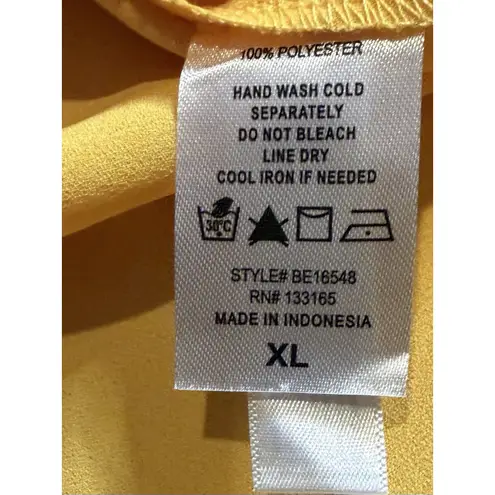 100% POLYESTER
HAND WASH COLD
SEPARATELY
DO NOT BLEACH
LINE DRY
COOL IRON IF NEEDED
30°C
STYLE# BE16548
RN# 133165
MADE IN INDONESIA
XL